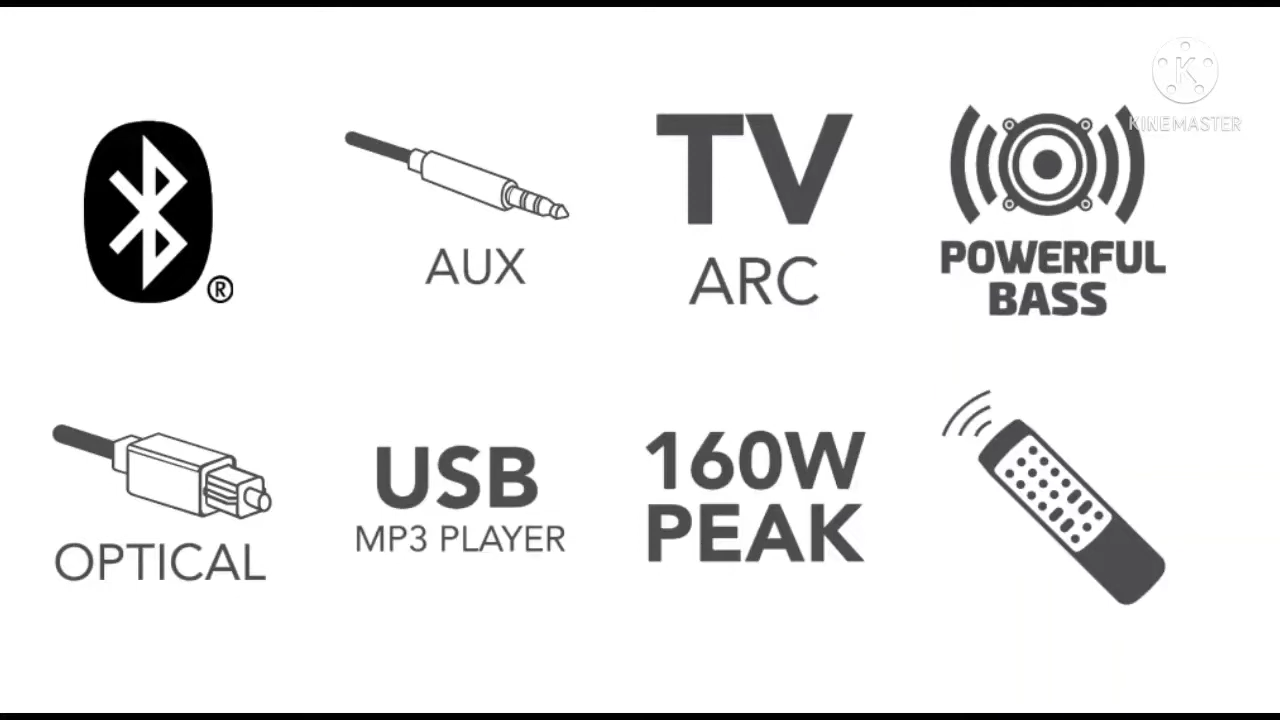 KINEMASTER
®
AUX
TV
ARC
POWERFUL
BASS
OPTICAL
USB
MP3 PLAYER
160W
PEAK